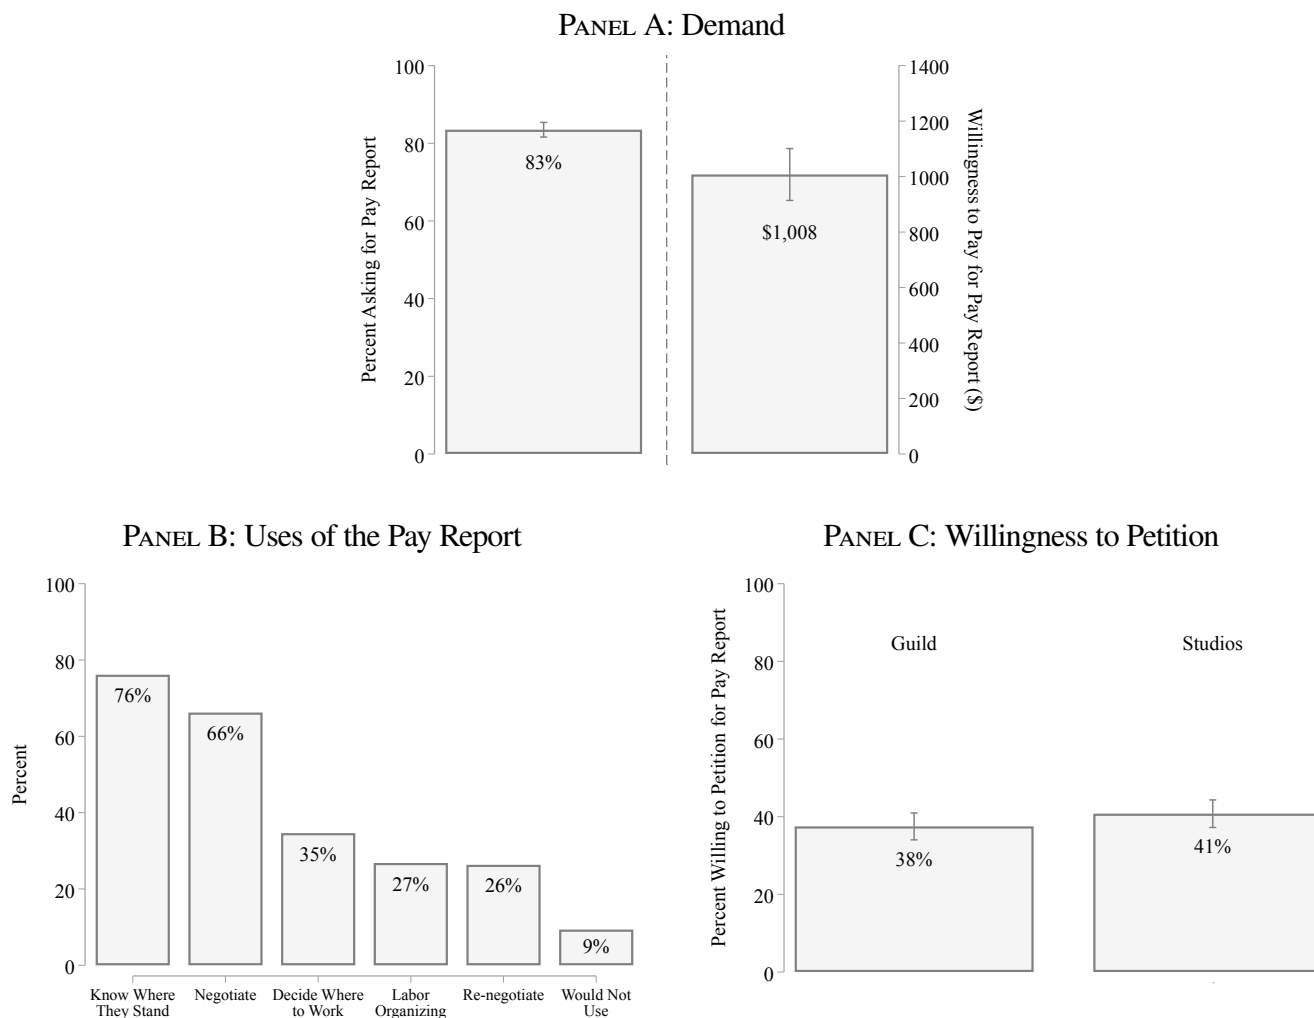 PANEL A: Demand
100
80
60
40
20
0
Percent Asking for Pay Report
83%
$1,008
1400
1200
1000
800
600
400
200
0
Willingness to Pay for Pay Report ($)
PANEL B: Uses of the Pay Report
100
80
60
40
20
0
Percent
76%
66%
35%
27%
26%
9%
Know Where
They Stand
Negotiate
Decide Where
to Work
Labor
Organizing
Re-negotiate
Would Not
Use
PANEL C: Willingness to Petition
100
80
60
40
20
0
Percent Willing to Petition for Pay Report
Guild
Studios
38%
41%